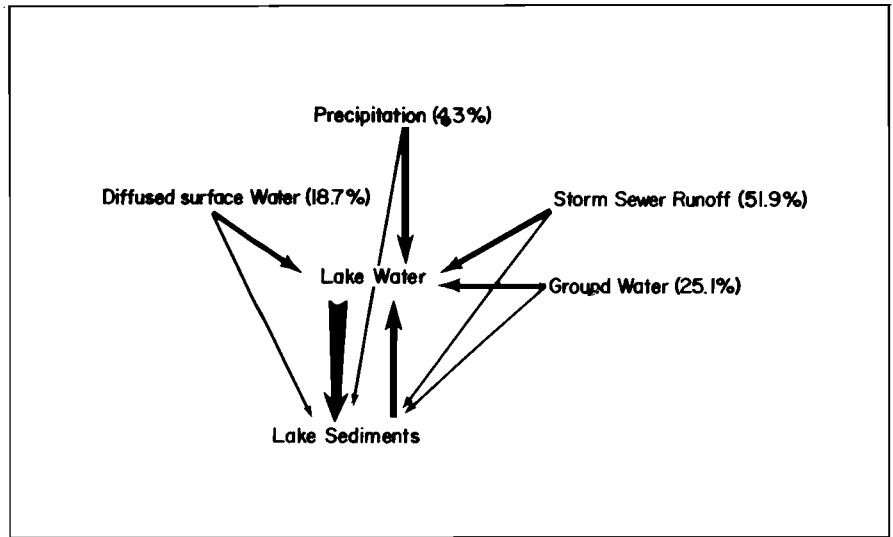 Precipitation (4.3%)
Diffused surface Water (18.7%)
Storm Sewer Runoff (51.9%)
Lake Water
Ground Water (25.1%)
Lake Sediments